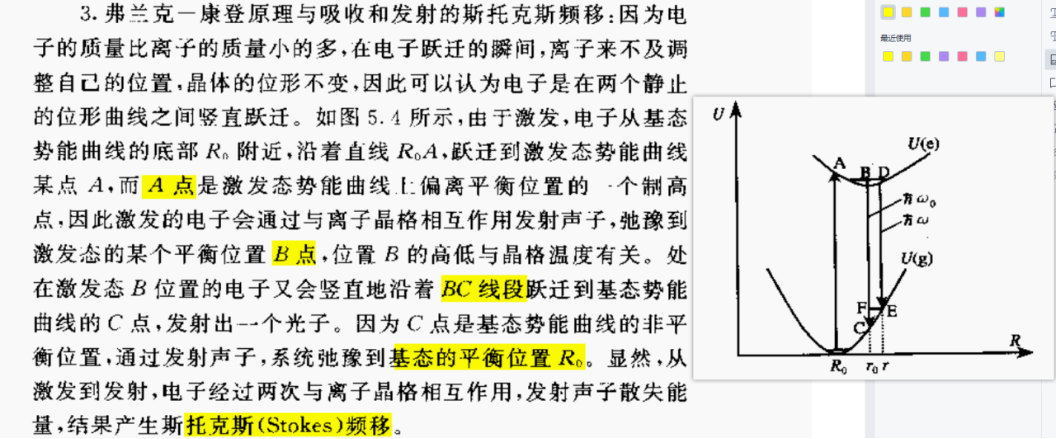 3. 弗兰克－康登原理与吸收和发射的斯托克斯频移:因为电
子的质量比离子的质量小的多,在电子跃迁的瞬间,离子来不及调
整自己的位置,晶体的位形不变,因此可以认为电子是在两个静止
的位形曲线之间竖直跃迁。如图 5.4 所示,由于激发,电子从基态
势能曲线的底部 R₀ 附近,沿着直线 R₀A,跃迁到激发态势能曲线
某点 A,而 A 点是激发态势能曲线上偏离平衡位置的一个制高
点,因此激发的电子会通过与离子晶格相互作用发射声子,弛豫到
激发态的某个平衡位置 B 点,位置 B 的高低与晶格温度有关。处
在激发态 B 位置的电子又会竖直地沿着 BC 线段跃迁到基态势能
曲线的 C 点,发射出一个光子。因为 C 点是基态势能曲线的非平
衡位置,通过发射声子,系统弛豫到基态的平衡位置 R₀。显然,从
激发到发射,电子经过两次与离子晶格相互作用,发射声子散失能
量,结果产生斯托克斯(Stokes)频移。
最近使用
U
U(e)
A B D
ħω₀
ħω
U(g)
F E
C
R
R₀ r₀ r